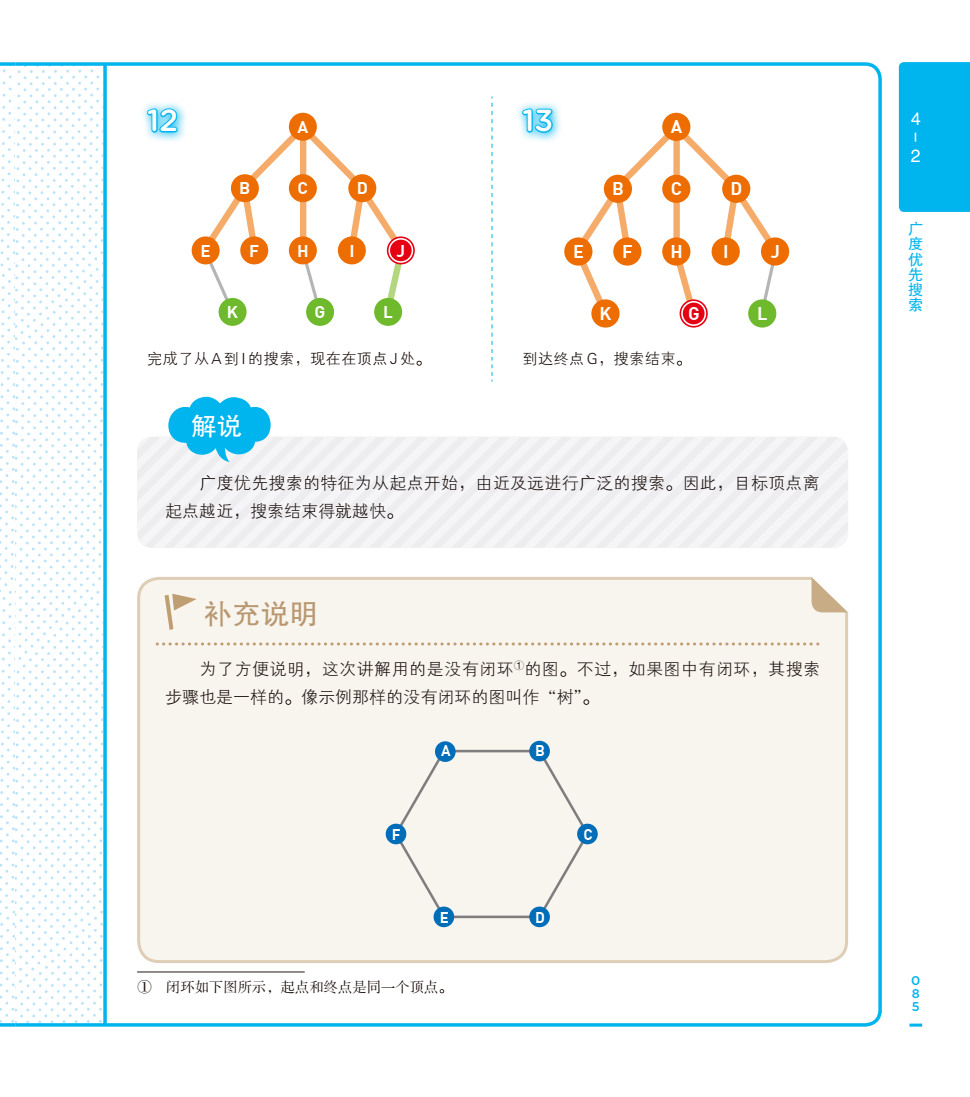 12
A
B C D
E F H I J
K G L
完成了从A到I的搜索，现在在顶点J处。
13
A
B C D
E F H I J
K G L
到达终点G，搜索结束。
解说
广度优先搜索的特征为从起点开始，由近及远进行广泛的搜索。因此，目标顶点离
起点越近，搜索结束得就越快。
补充说明
为了方便说明，这次讲解用的是没有闭环①的图。不过，如果图中有闭环，其搜索
步骤也是一样的。像示例那样的没有闭环的图叫作“树”。
A B
F C
E D
① 闭环如下图所示，起点和终点是同一个顶点。
4-2
广度优先搜索
085